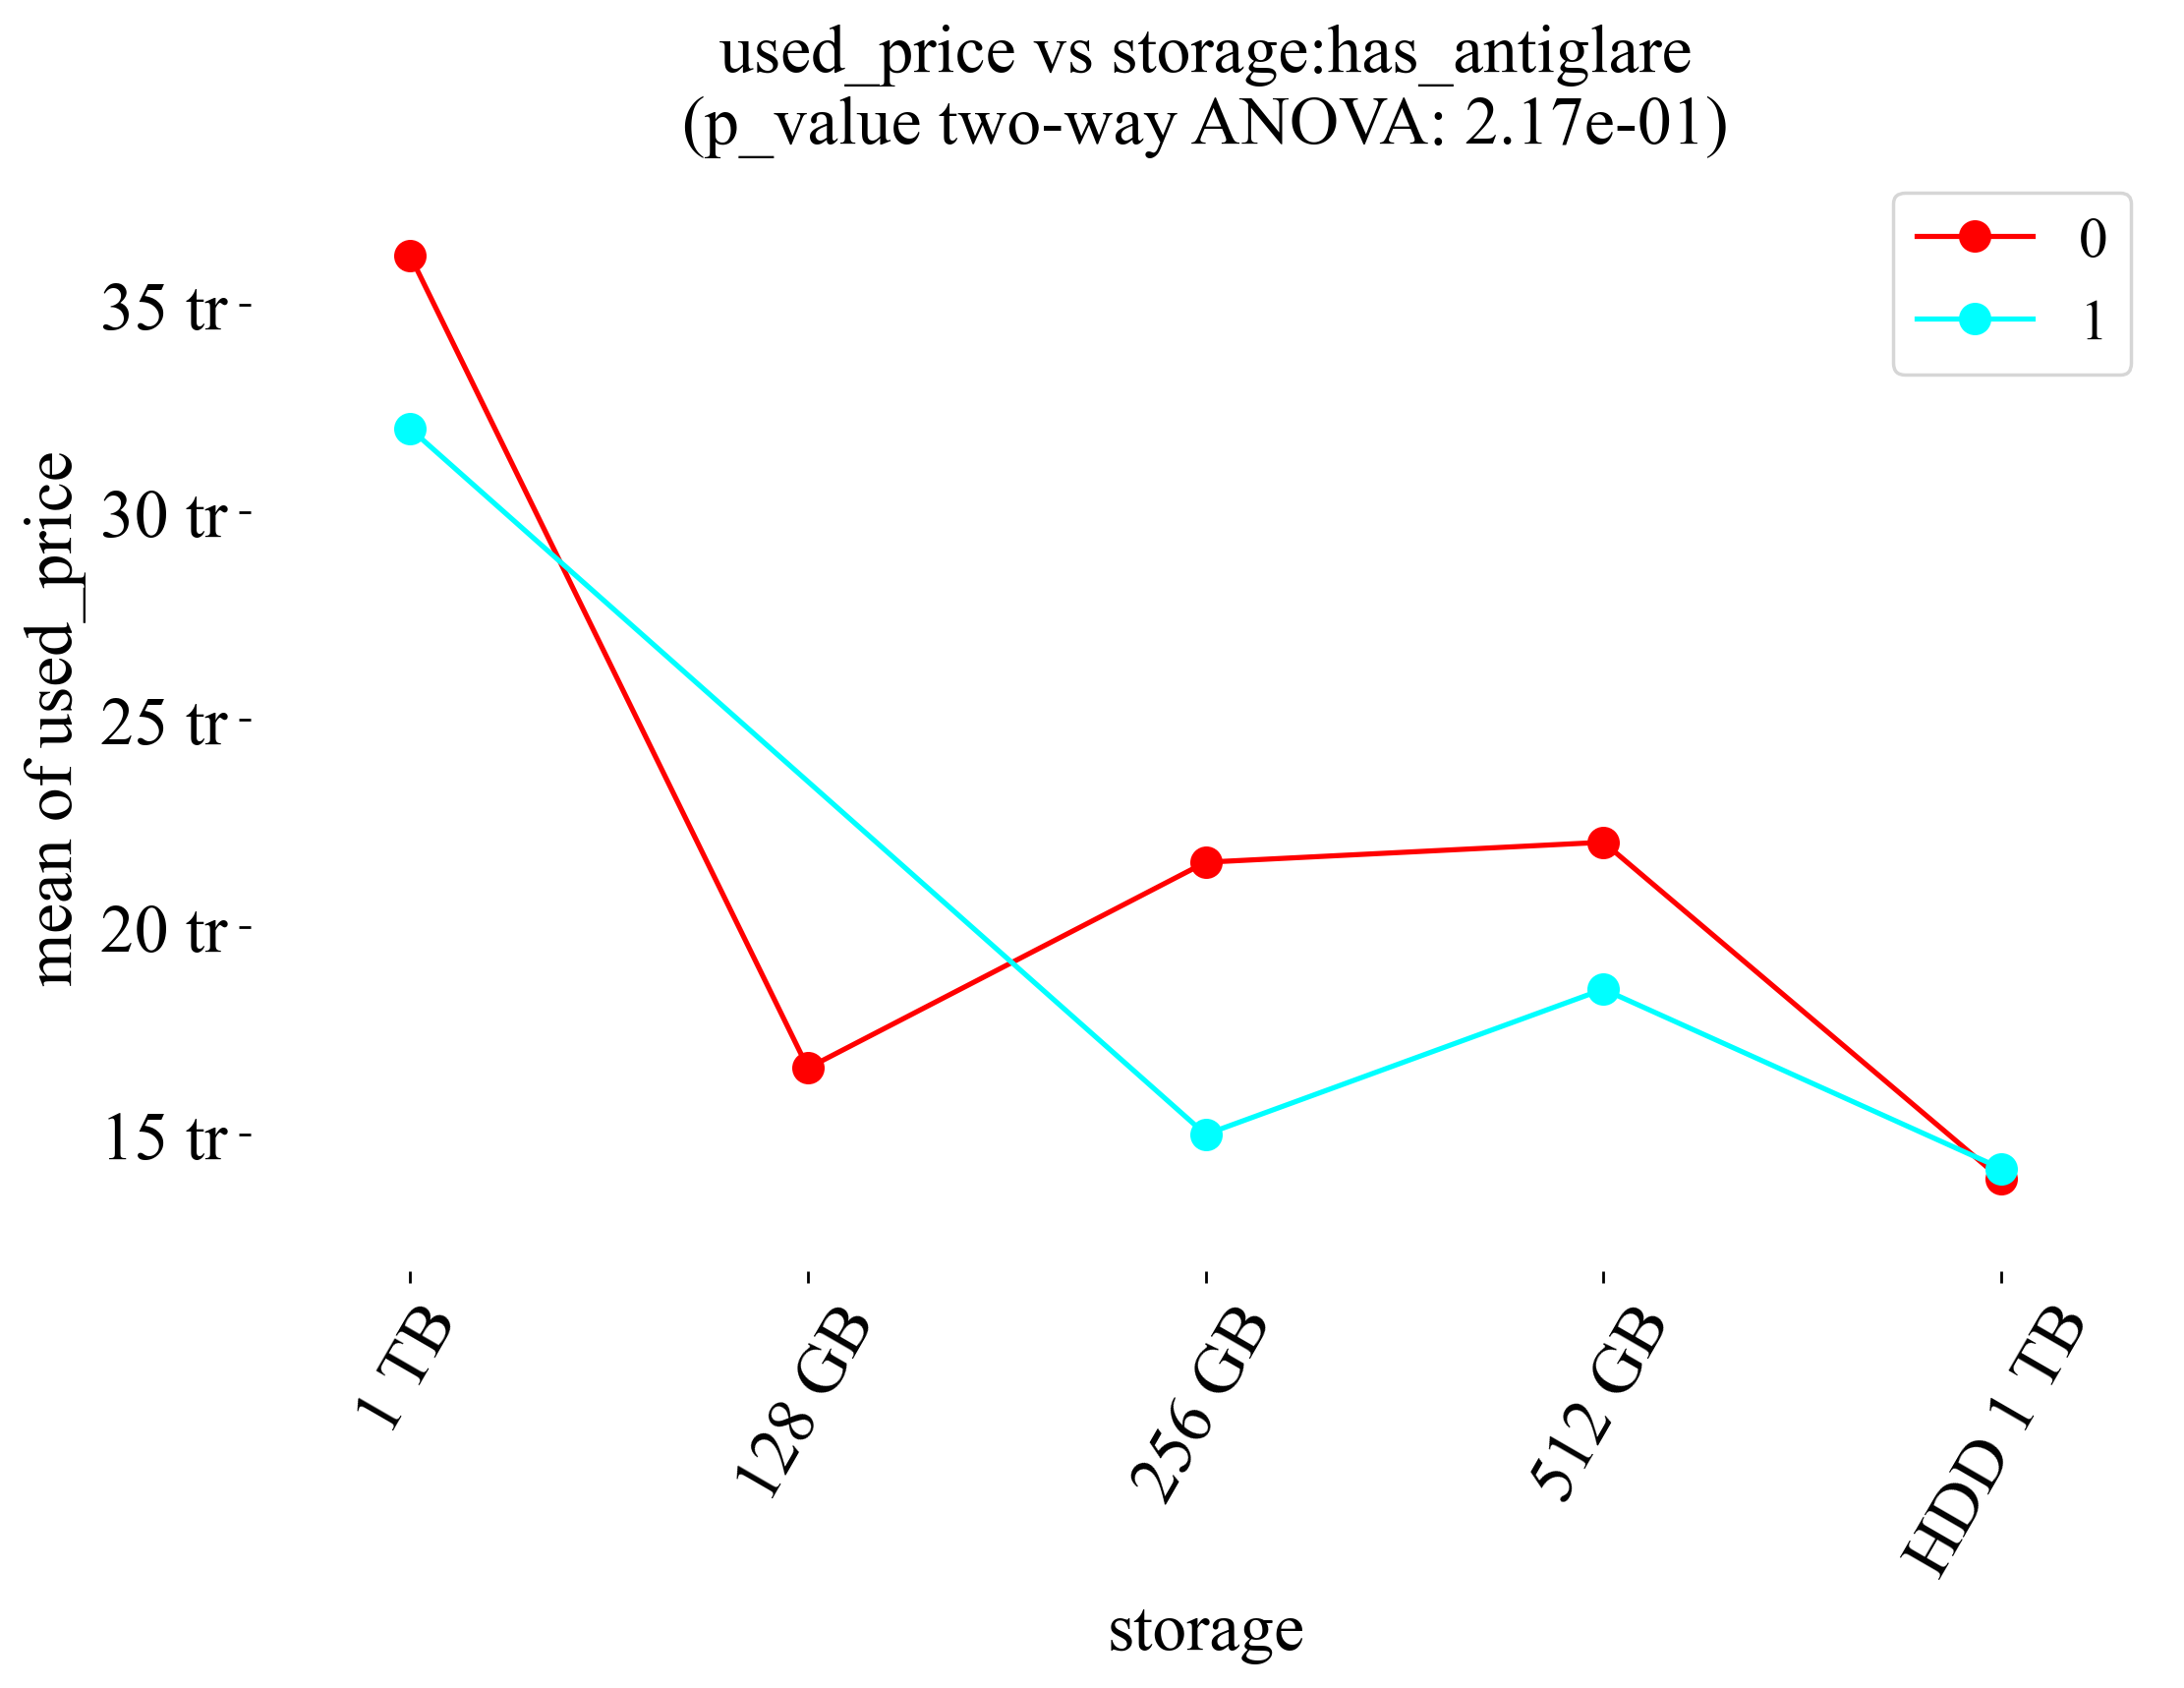 used_price vs storage:has_antiglare
(p_value two-way ANOVA: 2.17e-01)
0
1
35 tr
30 tr
25 tr
20 tr
15 tr
mean of used_price
1 TB
128 GB
256 GB
512 GB
HDD 1 TB
storage